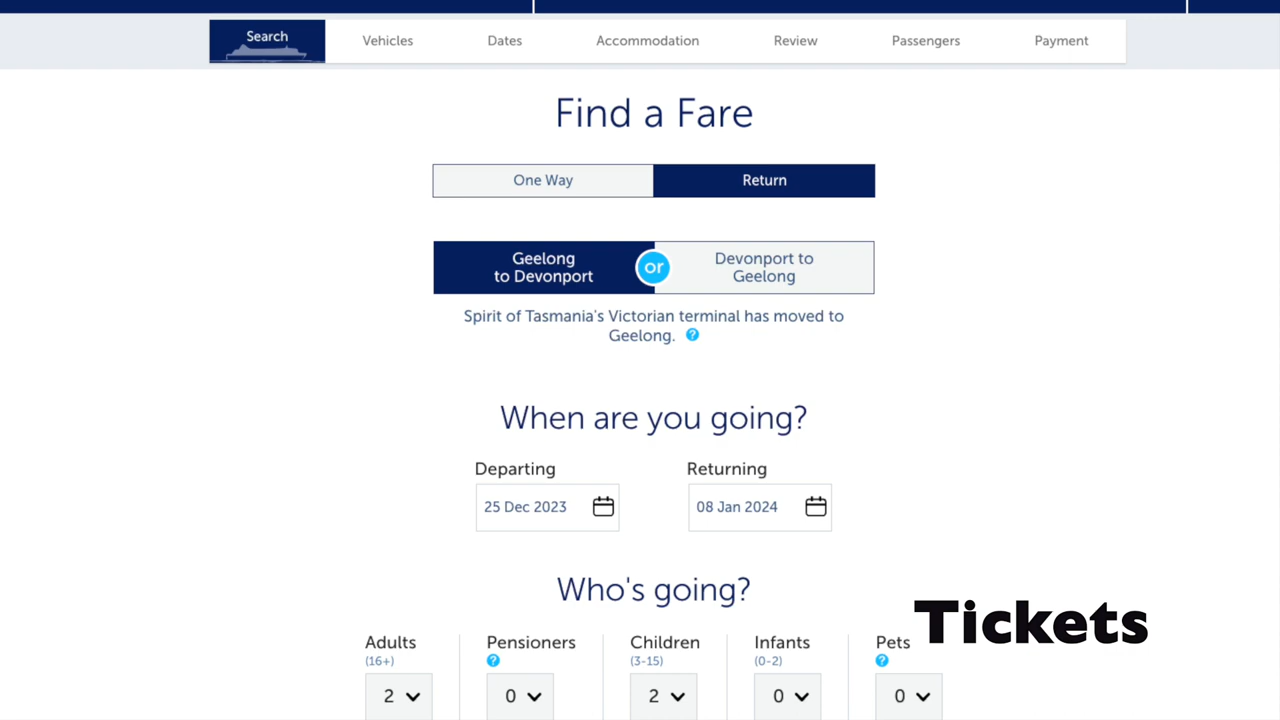 Search Vehicles Dates Accommodation Review Passengers Payment
Find a Fare
One Way Return
Geelong
to Devonport
or
Devonport to
Geelong
Spirit of Tasmania's Victorian terminal has moved to
Geelong. ?
When are you going?
Departing Returning
25 Dec 2023 08 Jan 2024
Who's going?
Adults Pensioners Children Infants Pets
(16+) ? (3-15) (0-2) ?
2 0 2 0 0
Tickets